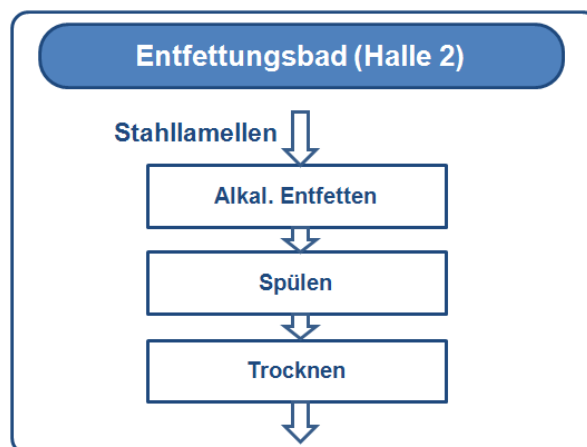 Entfettungsbad (Halle 2)
Stahllamellen
Alkal. Entfetten
Spülen
Trocknen